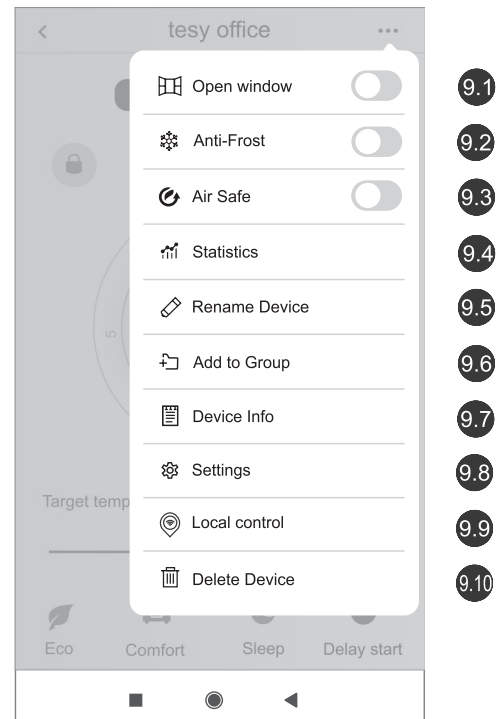 tesy office
Open window 9.1
Anti-Frost 9.2
Air Safe 9.3
Statistics 9.4
Rename Device 9.5
Add to Group 9.6
Device Info 9.7
Settings 9.8
Local control 9.9
Delete Device 9.10
5
Target temp
Eco Comfort Sleep Delay start